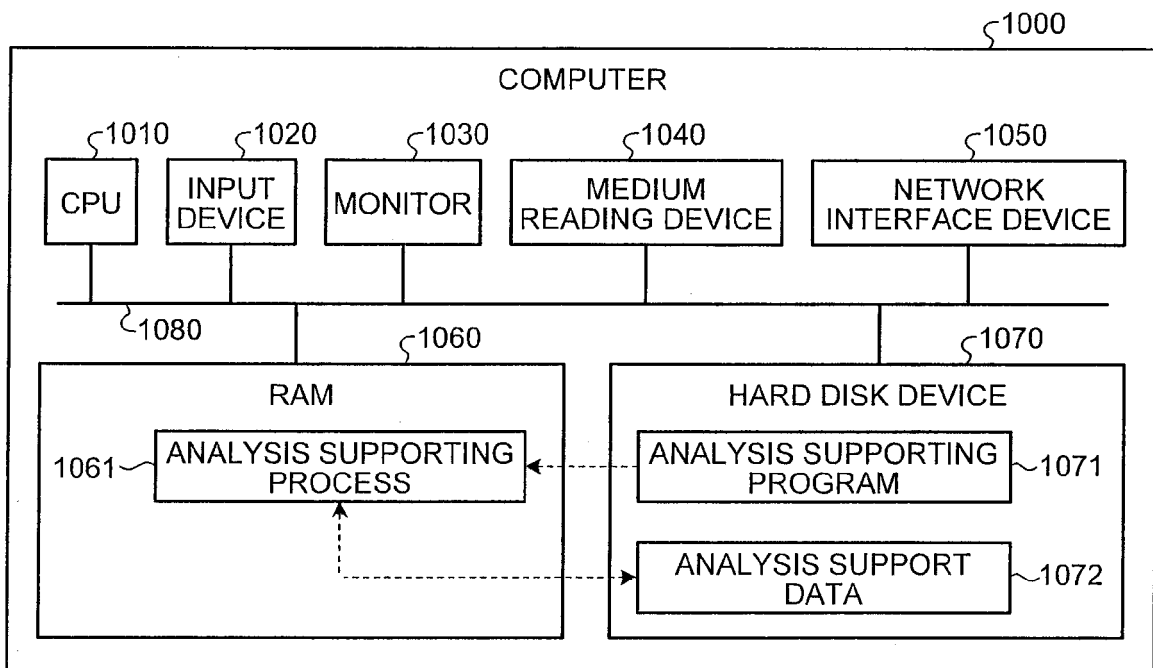 1000
COMPUTER
1010
1020
1030
1040
1050
CPU
INPUT
DEVICE
MONITOR
MEDIUM
READING DEVICE
NETWORK
INTERFACE DEVICE
1080
1060
1070
RAM
HARD DISK DEVICE
1061
ANALYSIS SUPPORTING
PROCESS
ANALYSIS SUPPORTING
PROGRAM
1071
ANALYSIS SUPPORT
DATA
1072